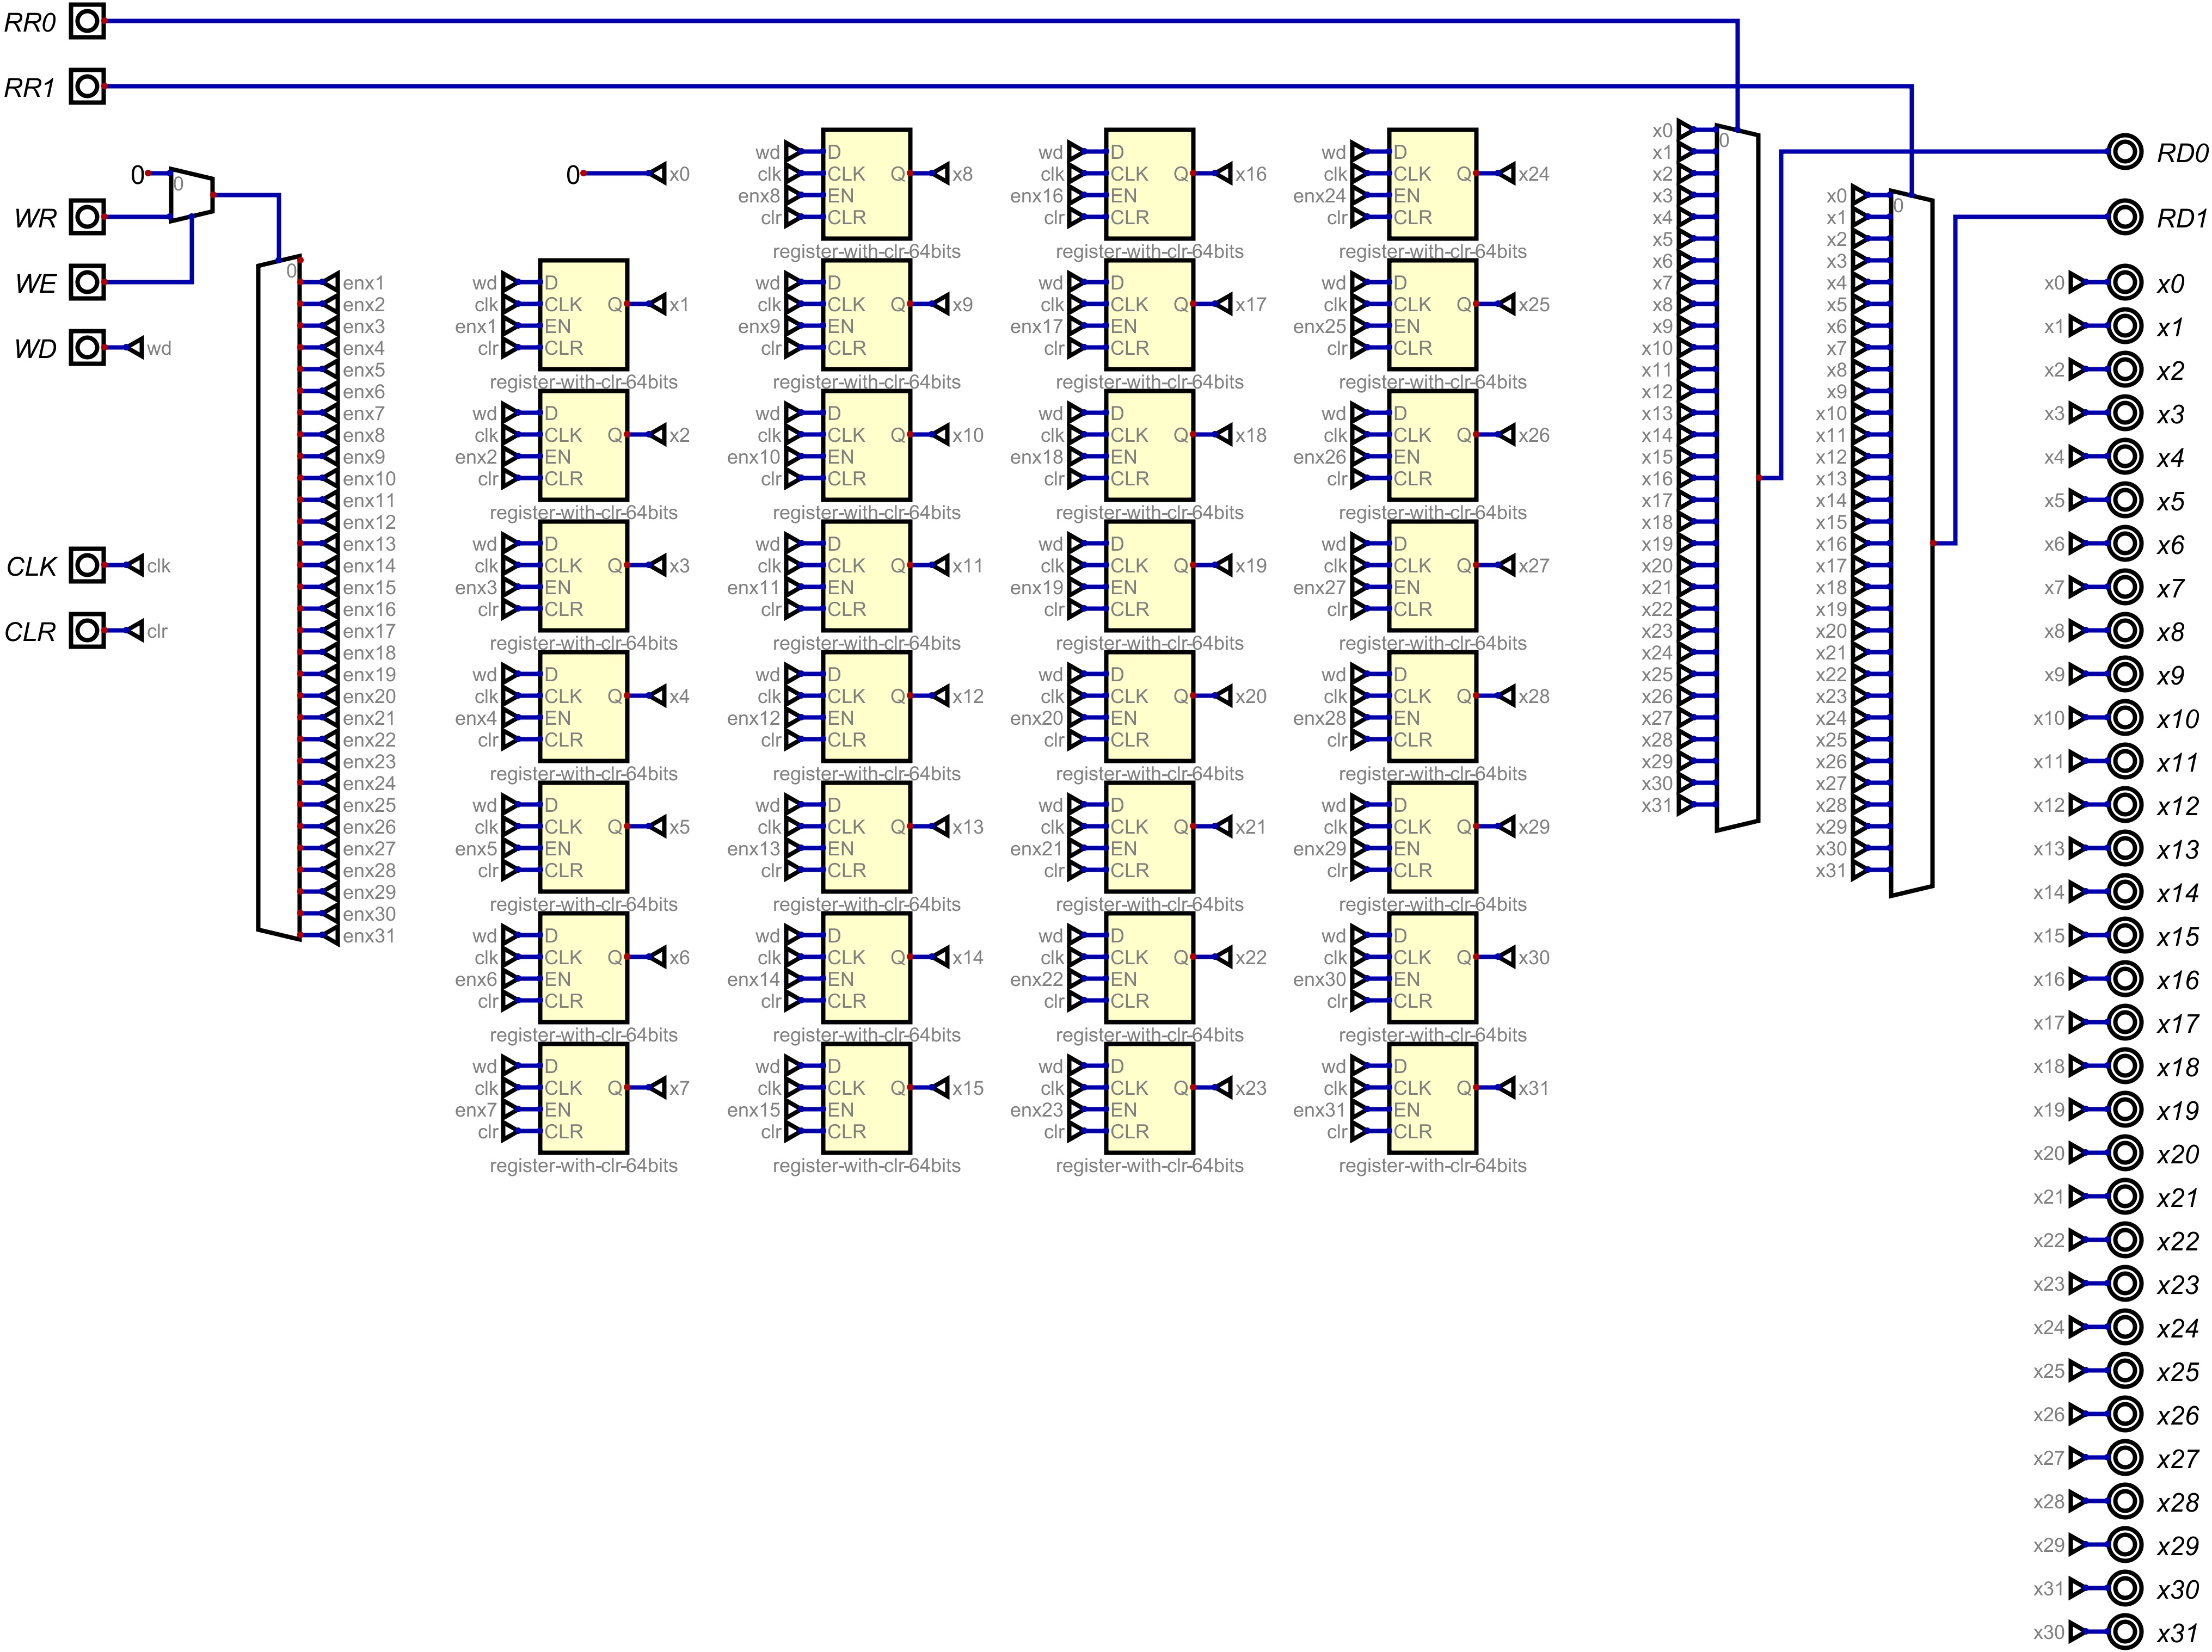 RR0
RR1
0 0
WR
WE
WD wd
CLK clk
CLR clr
0
enx1
enx2
enx3
enx4
enx5
enx6
enx7
enx8
enx9
enx10
enx11
enx12
enx13
enx14
enx15
enx16
enx17
enx18
enx19
enx20
enx21
enx22
enx23
enx24
enx25
enx26
enx27
enx28
enx29
enx30
enx31
wd D wd D wd D
0 x0 clk CLK Q x8 clk CLK Q x16 clk CLK Q x24
enx8 EN enx16 EN enx24 EN
clr CLR clr CLR clr CLR
register-with-clr-64bits register-with-clr-64bits register-with-clr-64bits
wd D wd D wd D wd D
clk CLK Q x1 clk CLK Q x9 clk CLK Q x17 clk CLK Q x25
enx1 EN enx9 EN enx17 EN enx25 EN
clr CLR clr CLR clr CLR clr CLR
register-with-clr-64bits register-with-clr-64bits register-with-clr-64bits register-with-clr-64bits
wd D wd D wd D wd D
clk CLK Q x2 clk CLK Q x10 clk CLK Q x18 clk CLK Q x26
enx2 EN enx10 EN enx18 EN enx26 EN
clr CLR clr CLR clr CLR clr CLR
register-with-clr-64bits register-with-clr-64bits register-with-clr-64bits register-with-clr-64bits
wd D wd D wd D wd D
clk CLK Q x3 clk CLK Q x11 clk CLK Q x19 clk CLK Q x27
enx3 EN enx11 EN enx19 EN enx27 EN
clr CLR clr CLR clr CLR clr CLR
register-with-clr-64bits register-with-clr-64bits register-with-clr-64bits register-with-clr-64bits
wd D wd D wd D wd D
clk CLK Q x4 clk CLK Q x12 clk CLK Q x20 clk CLK Q x28
enx4 EN enx12 EN enx20 EN enx28 EN
clr CLR clr CLR clr CLR clr CLR
register-with-clr-64bits register-with-clr-64bits register-with-clr-64bits register-with-clr-64bits
wd D wd D wd D wd D
clk CLK Q x5 clk CLK Q x13 clk CLK Q x21 clk CLK Q x29
enx5 EN enx13 EN enx21 EN enx29 EN
clr CLR clr CLR clr CLR clr CLR
register-with-clr-64bits register-with-clr-64bits register-with-clr-64bits register-with-clr-64bits
wd D wd D wd D wd D
clk CLK Q x6 clk CLK Q x14 clk CLK Q x22 clk CLK Q x30
enx6 EN enx14 EN enx22 EN enx30 EN
clr CLR clr CLR clr CLR clr CLR
register-with-clr-64bits register-with-clr-64bits register-with-clr-64bits register-with-clr-64bits
wd D wd D wd D wd D
clk CLK Q x7 clk CLK Q x15 clk CLK Q x23 clk CLK Q x31
enx7 EN enx15 EN enx23 EN enx31 EN
clr CLR clr CLR clr CLR clr CLR
register-with-clr-64bits register-with-clr-64bits register-with-clr-64bits register-with-clr-64bits
x0 0
x1
x2
x3
x4
x5
x6
x7
x8
x9
x10
x11
x12
x13
x14
x15
x16
x17
x18
x19
x20
x21
x22
x23
x24
x25
x26
x27
x28
x29
x30
x31
x0 0
x1
x2
x3
x4
x5
x6
x7
x8
x9
x10
x11
x12
x13
x14
x15
x16
x17
x18
x19
x20
x21
x22
x23
x24
x25
x26
x27
x28
x29
x30
x31
RD0
RD1
x0 x0
x1 x1
x2 x2
x3 x3
x4 x4
x5 x5
x6 x6
x7 x7
x8 x8
x9 x9
x10 x10
x11 x11
x12 x12
x13 x13
x14 x14
x15 x15
x16 x16
x17 x17
x18 x18
x19 x19
x20 x20
x21 x21
x22 x22
x23 x23
x24 x24
x25 x25
x26 x26
x27 x27
x28 x28
x29 x29
x31 x30
x30 x31